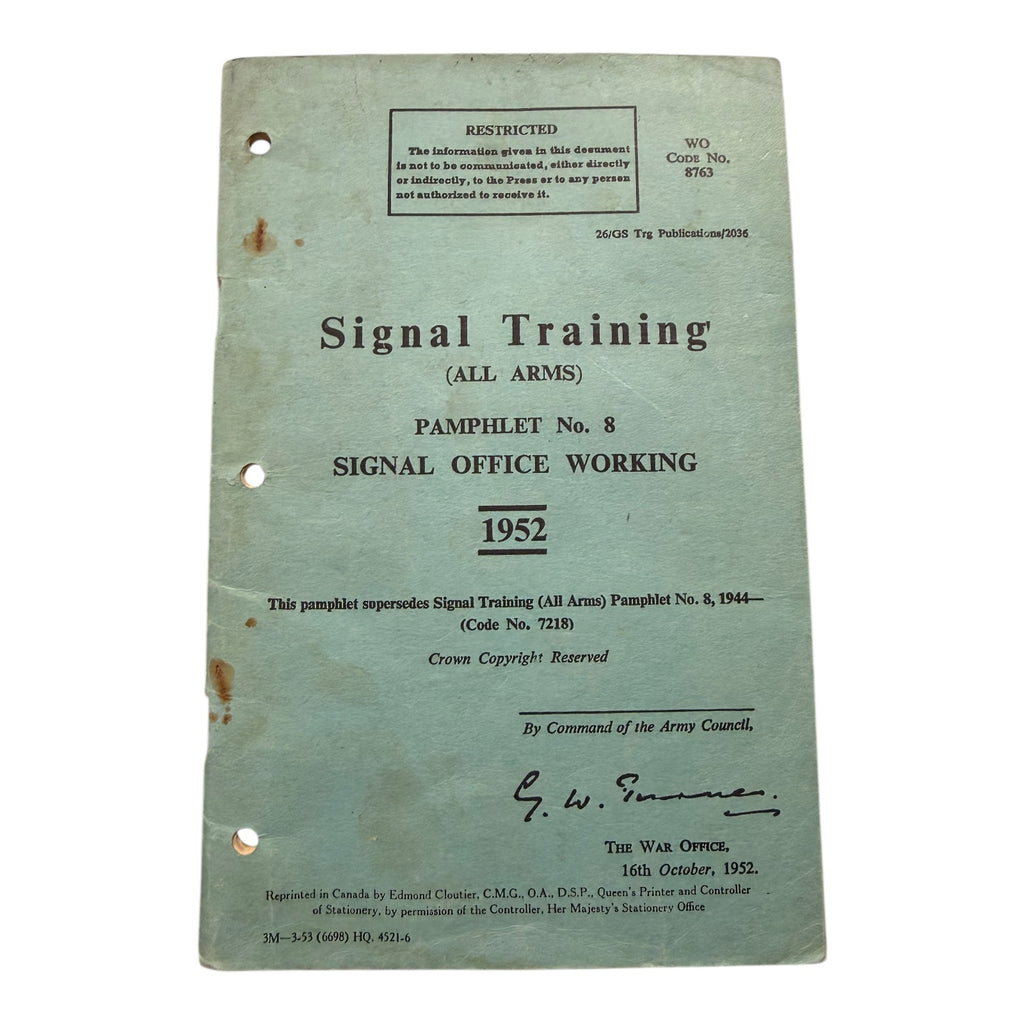 RESTRICTED
The information given in this document
is not to be communicated, either directly
or indirectly, to the Press or to any person
not authorized to receive it.
WO
CODE NO.
8763
26/GS Trg Publications/2036
Signal Training
(ALL ARMS)
PAMPHLET No. 8
SIGNAL OFFICE WORKING
1952
This pamphlet supersedes Signal Training (All Arms) Pamphlet No. 8, 1944—
(Code No. 7218)
Crown Copyright Reserved
By Command of the Army Council,
G. W. Turner.
THE WAR OFFICE,
16th October, 1952.
Reprinted in Canada by Edmond Cloutier, C.M.G., O.A., D.S.P., Queen's Printer and Controller
of Stationery, by permission of the Controller, Her Majesty's Stationery Office
3M—3-53 (6698) HQ. 4521-6